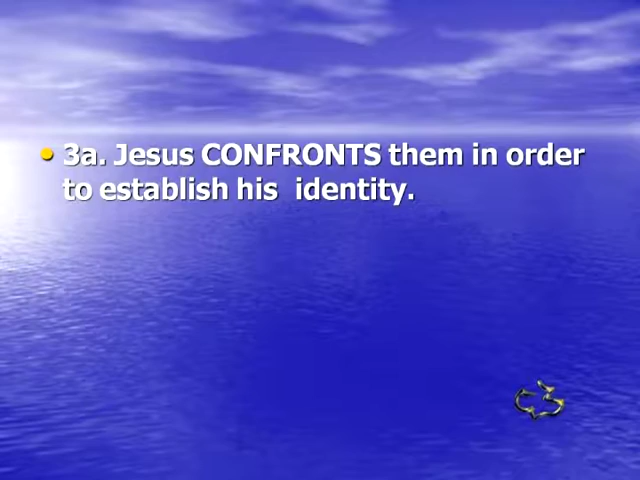 3a. Jesus CONFRONTS them in order
to establish his  identity.